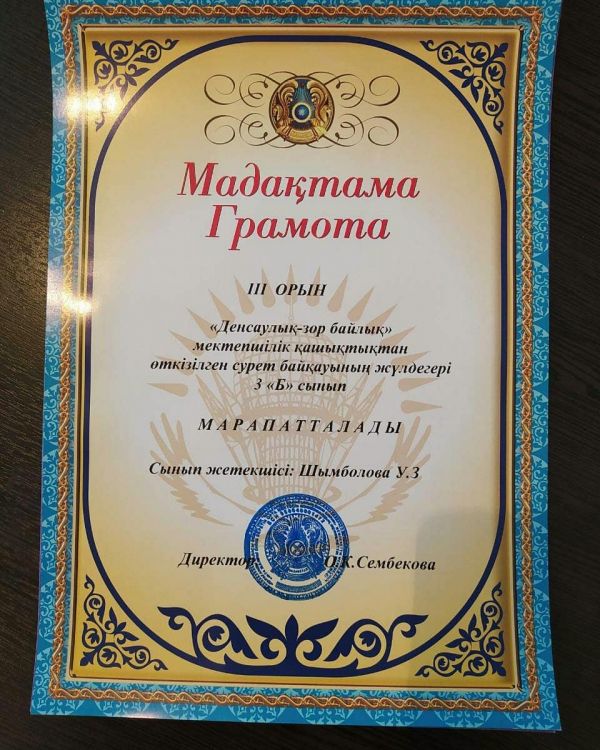 Мадақтама
Грамота
III ОРЫН
«Денсаулық-зор байлық»
мектепшілік қашықтықтан
өткізілген сурет байқауының жүлдегері
3 «Б» сынып
МАРАПАТТАЛАДЫ
Сынып жетекшісі: Шымболова У.З
Директор О.К.Сембекова